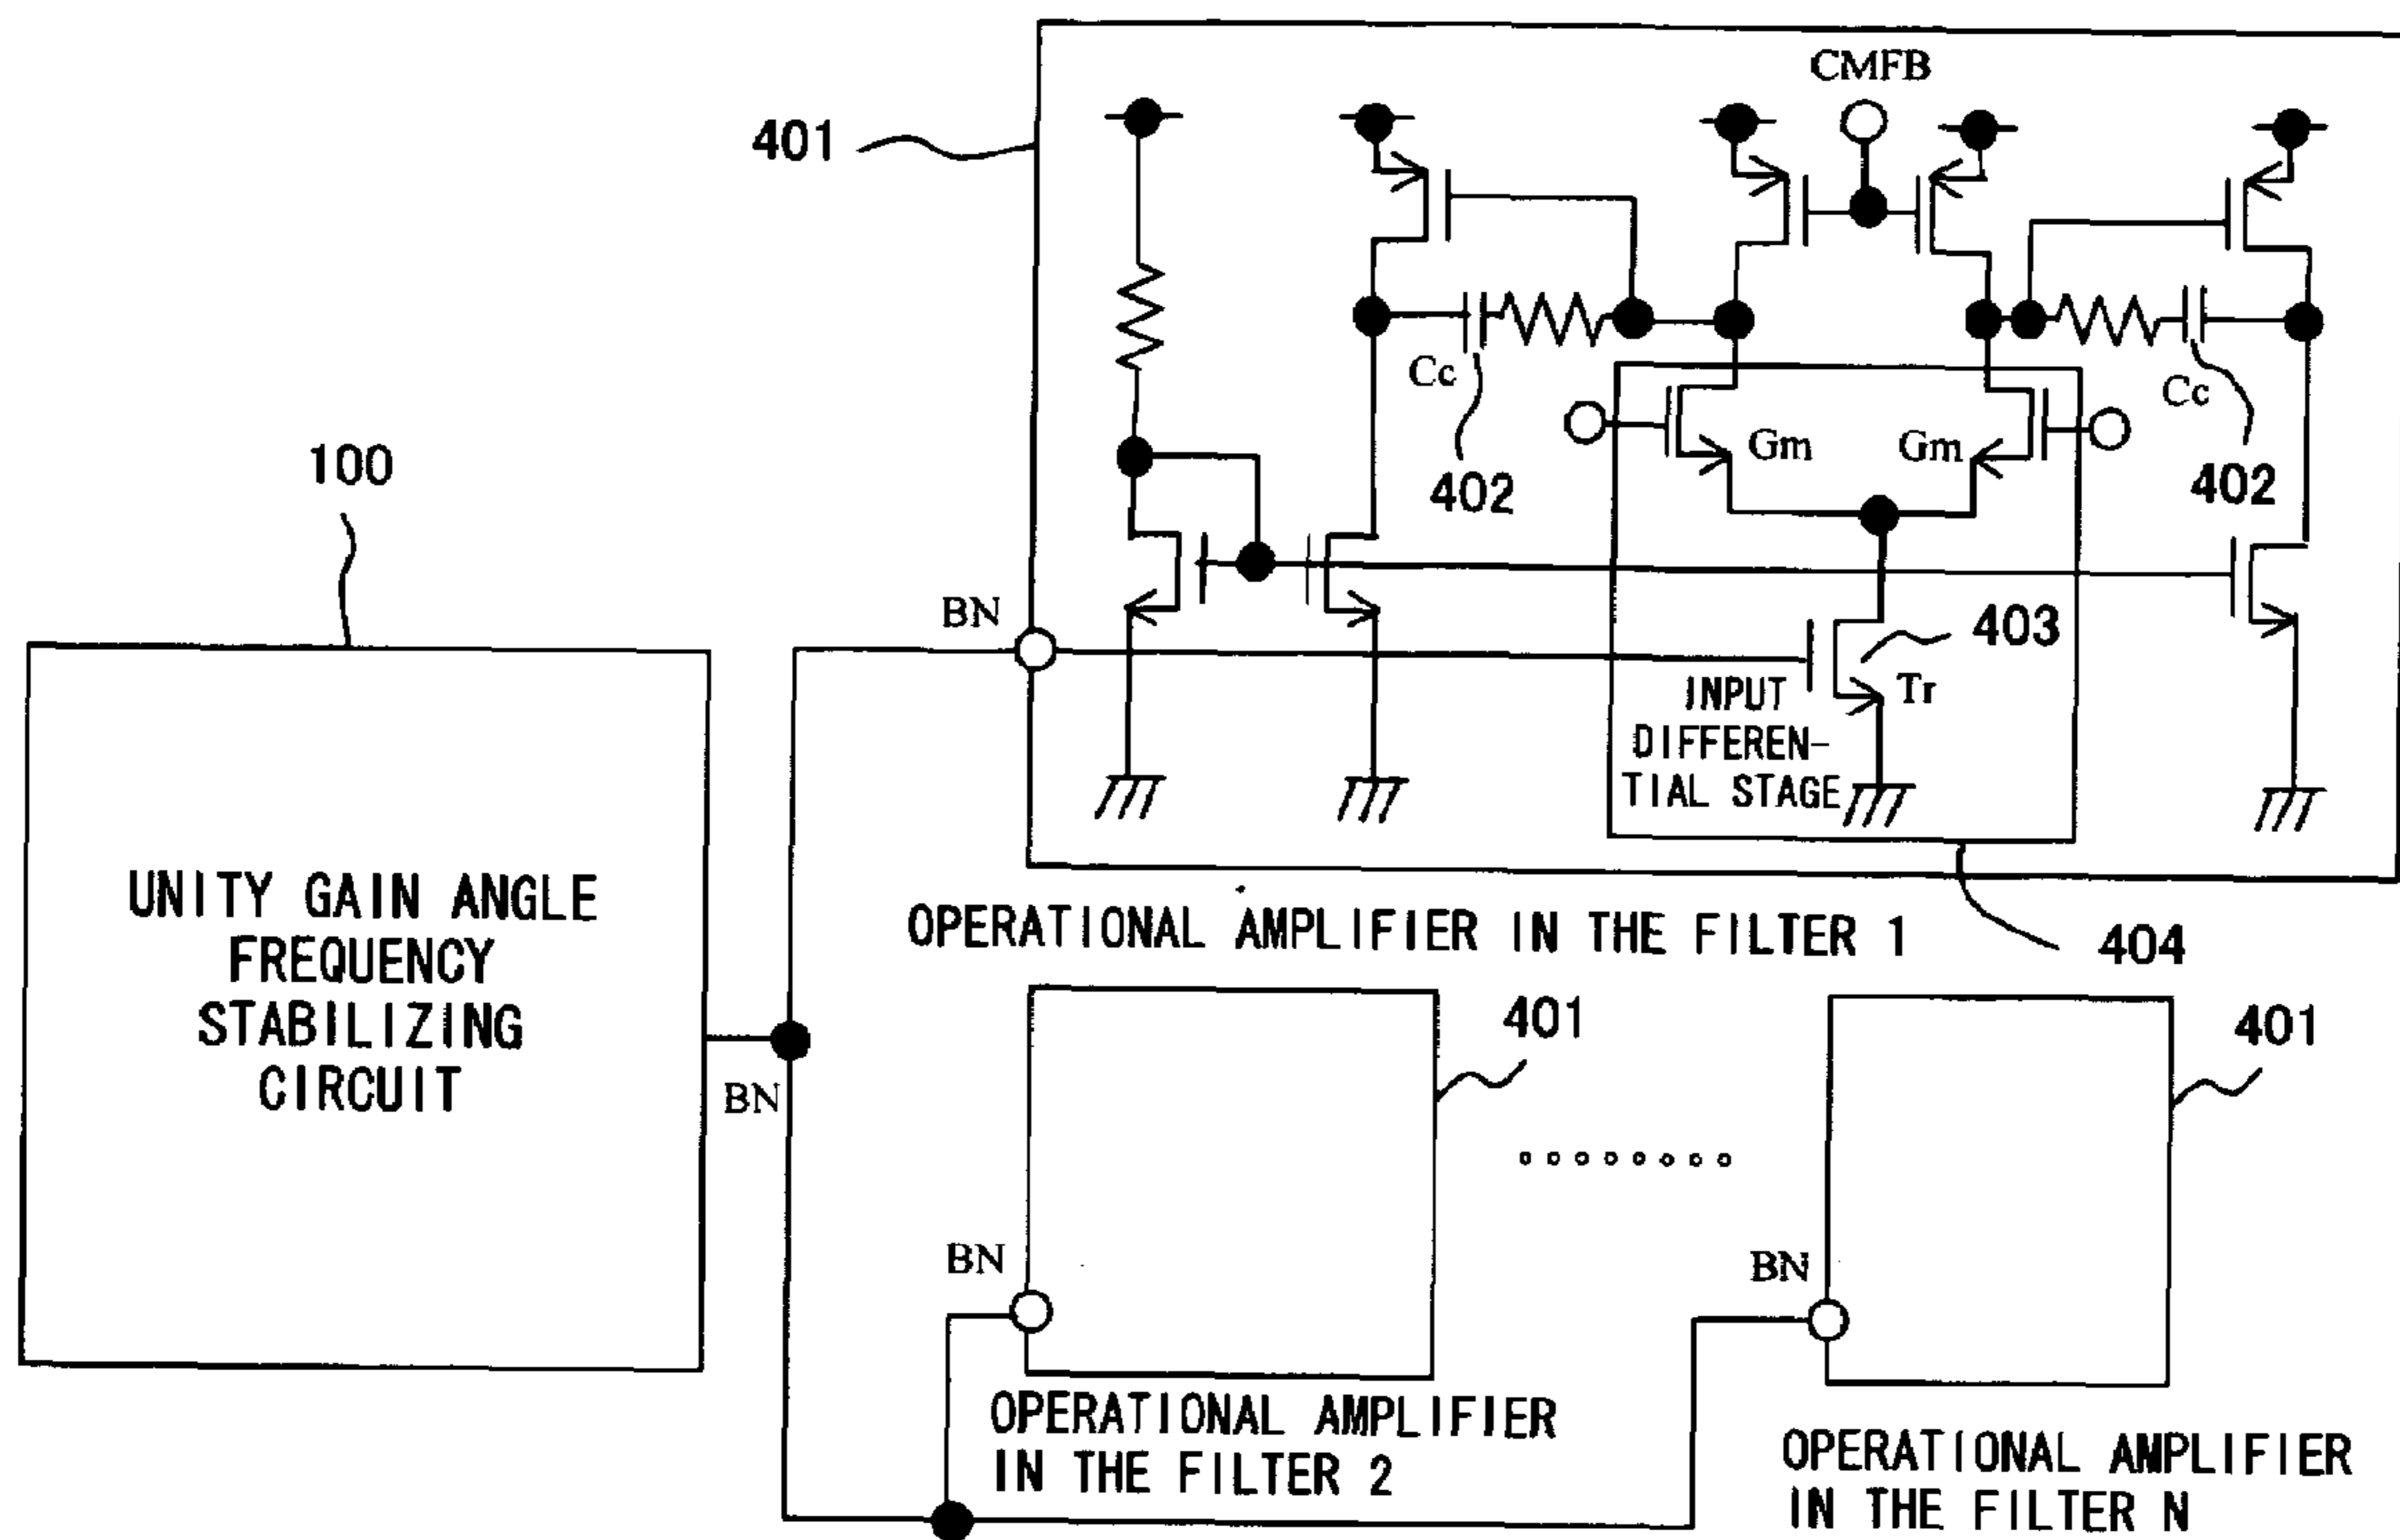 CMFB
401
Cc
Cc
Gm
Gm
402
402
100
BN
403
Tr
INPUT
DIFFEREN-
TIAL STAGE
UNITY GAIN ANGLE
FREQUENCY
STABILIZING
CIRCUIT
BN
OPERATIONAL AMPLIFIER IN THE FILTER 1
404
401
401
BN
BN
OPERATIONAL AMPLIFIER
IN THE FILTER 2
OPERATIONAL AMPLIFIER
IN THE FILTER N